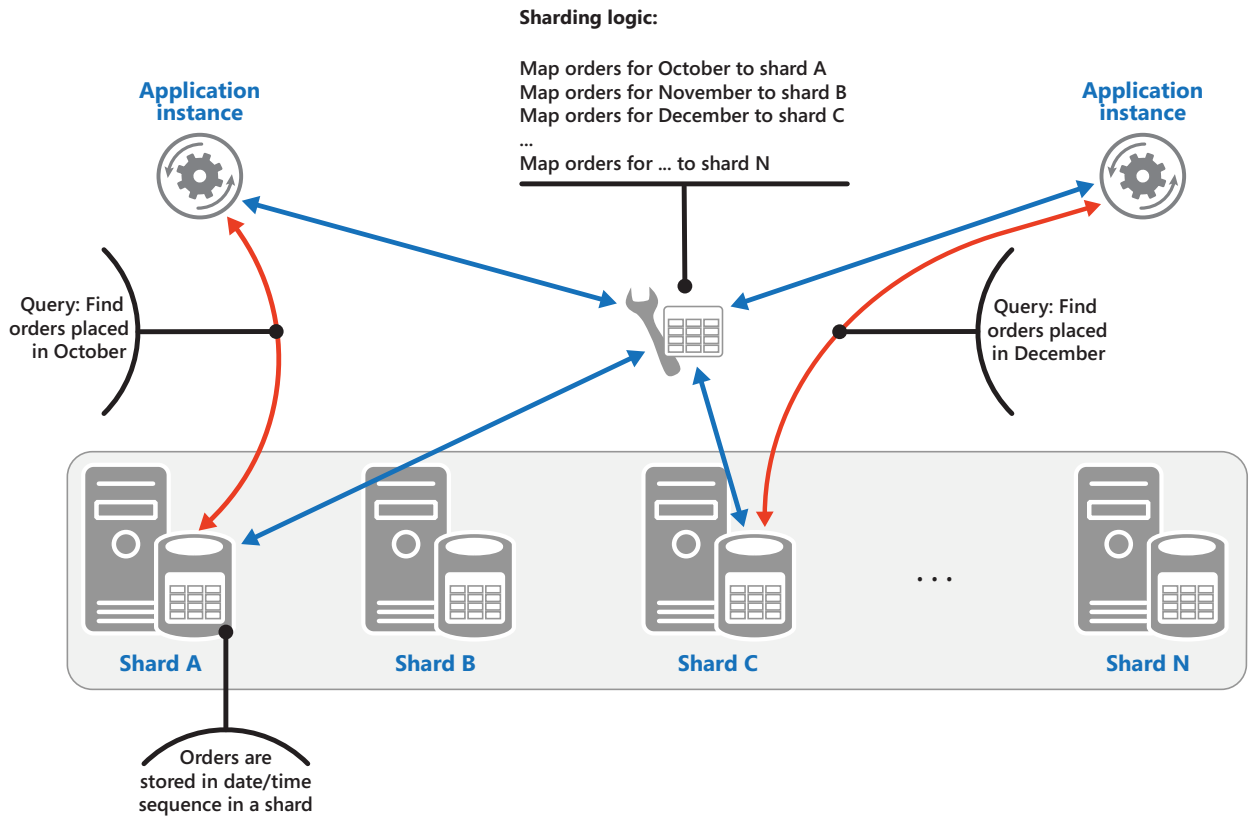 Sharding logic:
Map orders for October to shard A
Map orders for November to shard B
Map orders for December to shard C
...
Map orders for ... to shard N
Application
instance
Application
instance
Query: Find
orders placed
in October
Query: Find
orders placed
in December
...
Shard A
Shard B
Shard C
Shard N
Orders are
stored in date/time
sequence in a shard